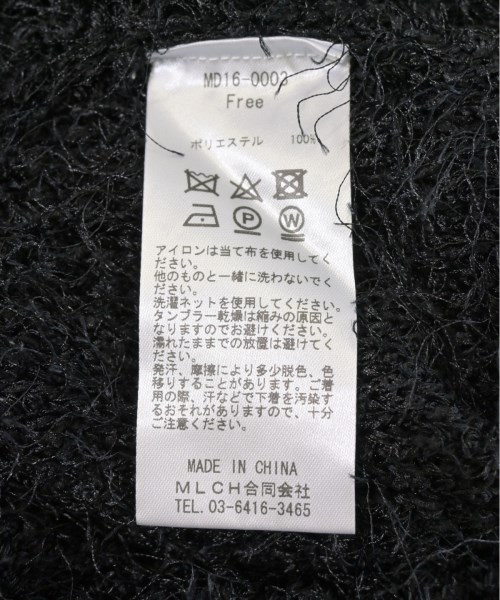 MD16-0003
Free
ポリエステル 100%
アイロンは当て布を使用してく
ださい。
他のものと一緒に洗わないでく
ださい。
洗濯ネットを使用してください。
タンブラー乾燥は縮みの原因と
なりますのでお避けください。
濡れたままでの放置は避けてく
ださい。
発汗、摩擦により多少脱色、色
移りすることがあります。ご着
用の際、汗などで下着を汚染す
るおそれがありますので、十分
ご注意ください。
MADE IN CHINA
MLCH合同会社
TEL.03-6416-3465